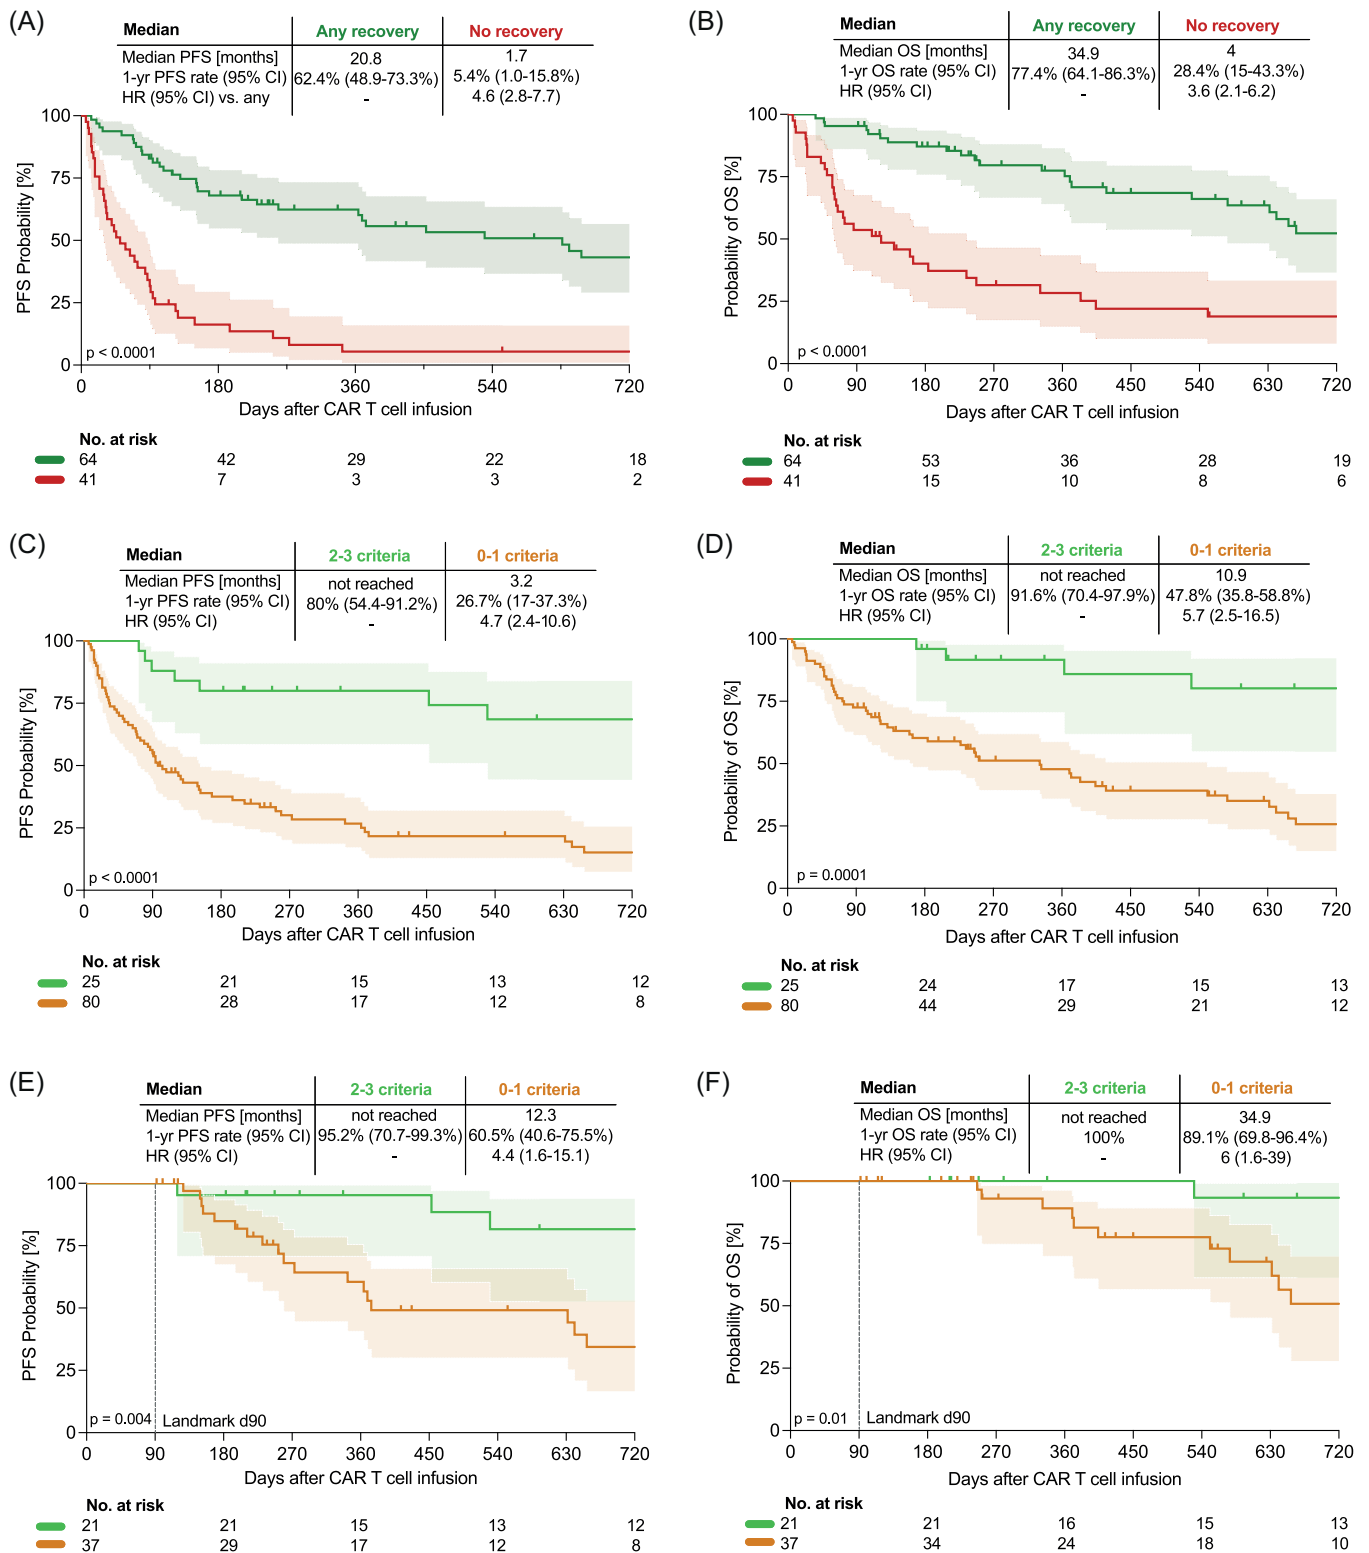 (A)
Median Any recovery No recovery
Median PFS [months] 20.8 1.7
1-yr PFS rate (95% CI) 62.4% (48.9-73.3%) 5.4% (1.0-15.8%)
HR (95% CI) vs. any - 4.6 (2.8-7.7)
PFS Probability [%]
100
75
50
25
0
p < 0.0001
0 180 360 540 720
Days after CAR T cell infusion
No. at risk
64 42 29 22 18
41 7 3 3 2
(B)
Median Any recovery No recovery
Median OS [months] 34.9 4
1-yr OS rate (95% CI) 77.4% (64.1-86.3%) 28.4% (15-43.3%)
HR (95% CI) - 3.6 (2.1-6.2)
Probility of OS [%]
100
75
50
25
0
p < 0.0001
0 90 180 270 360 450 540 630 720
Days after CAR T cell infusion
No. at risk
64 53 36 28 19
41 15 10 8 6
(C)
Median 2-3 criteria 0-1 criteria
Median PFS [months] not reached 3.2
1-yr PFS rate (95% CI) 80% (54.4-91.2%) 26.7% (17-37.3%)
HR (95% CI) - 4.7 (2.4-10.6)
PFS Probability [%]
100
75
50
25
0
p < 0.0001
0 90 180 270 360 450 540 630 720
Days after CAR T cell infusion
No. at risk
25 21 15 13 12
80 28 17 12 8
(D)
Median 2-3 criteria 0-1 criteria
Median OS [months] not reached 10.9
1-yr OS rate (95% CI) 91.6% (70.4-97.9%) 47.8% (35.8-58.8%)
HR (95% CI) - 5.7 (2.5-16.5)
Probability of OS [%]
100
75
50
25
0
p = 0.0001
0 90 180 270 360 450 540 630 720
Days after CAR T cell infusion
No. at risk
25 24 17 15 13
80 44 29 21 12
(E)
Median 2-3 criteria 0-1 criteria
Median PFS [months] not reached 12.3
1-yr PFS rate (95% CI) 95.2% (70.7-99.3%) 60.5% (40.6-75.5%)
HR (95% CI) - 4.4 (1.6-15.1)
PFS Probability [%]
100
75
50
25
0
p = 0.004 Landmark d90
0 90 180 270 360 450 540 630 720
Days after CAR T cell infusion
No. at risk
21 21 15 13 12
37 29 17 12 8
(F)
Median 2-3 criteria 0-1 criteria
Median OS [months] not reached 34.9
1-yr OS rate (95% CI) 100% 89.1% (69.8-96.4%)
HR (95% CI) - 6 (1.6-39)
Probability of OS [%]
100
75
50
25
0
p = 0.01 Landmark d90
0 90 180 270 360 450 540 630 720
Days after CAR T cell infusion
No. at risk
21 21 16 15 13
37 34 24 18 10